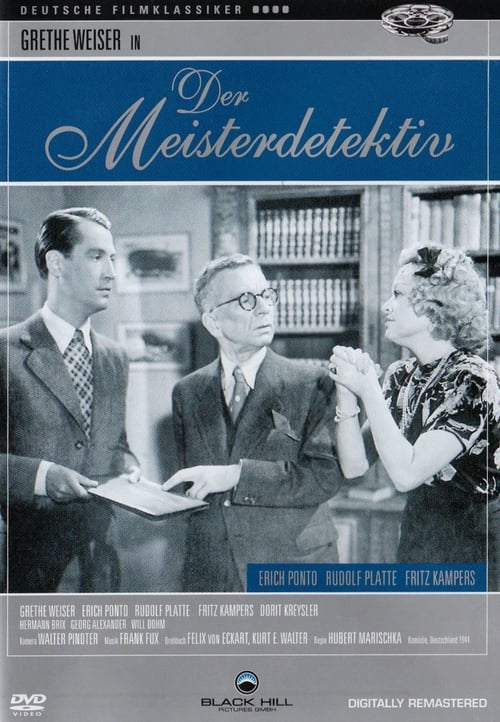 DEUTSCHE FILMKLASSIKER
GRETHE WEISER IN
Der
Meisterdetektiv
ERICH PONTO RUDOLF PLATTE FRITZ KAMPERS
GRETHE WEISER ERICH PONTO RUDOLF PLATTE FRITZ KAMPERS DORIT KREYSLER
HERMANN BRIX GEORG ALEXANDER WILL DOHM
Kamera WALTER PINDTER Musik FRANK FUX Drehbuch FELIX VON ECKART, KURT E. WALTER Regie HUBERT MARISCHKA Komödie, Deutschland 1944
DVD
VIDEO
BLACK HILL
PICTURES GMBH
DIGITALLY REMASTERED